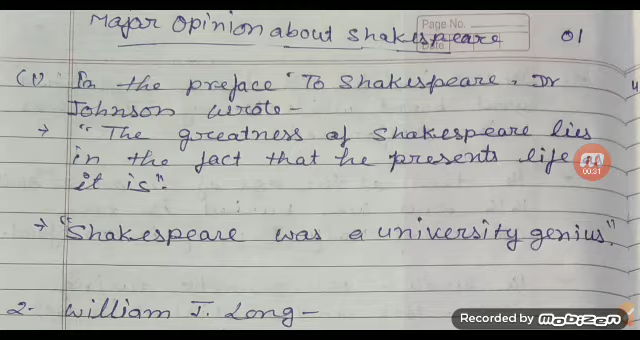 Major Opinion about Shakespeare
Page No.
Date
01
(1) In the preface "To Shakespeare, Dr
Johnson wrote -
→ "The greatness of Shakespeare lies
in the fact that he presents life
it is".
00:31
→ "Shakespeare was a university genius."
2- William J. Long -
Recorded by mobizen